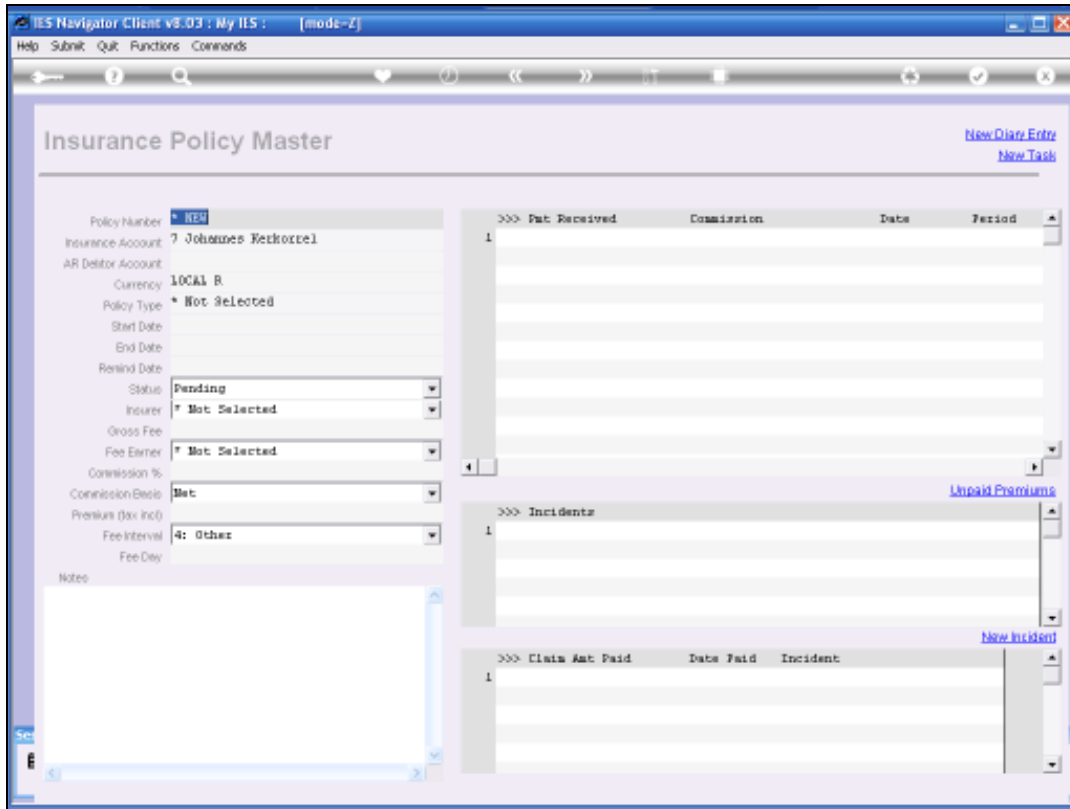 IES Navigator Client v8.03 : My IES : [mode=Z]
Help Submit Quit Functions Commands
Insurance Policy Master
New Diary Entry
New Task
Policy Number * NEW
Insurance Account 7 Johannes Kerkorrel
AR Debtor Account
Currency LOCAL R
Policy Type * Not Selected
Start Date
End Date
Remind Date
Status Pending
Insurer * Not Selected
Gross Fee
Fee Earner * Not Selected
Commission %
Commission Basis Net
Premium (tax incl)
Fee Interval 4: Other
Fee Day
Notes
>>> Pmt Received Commission Date Period
1
Unpaid Premiums
>>> Incidents
1
New Incident
>>> Claim Amt Paid Date Paid Incident
1